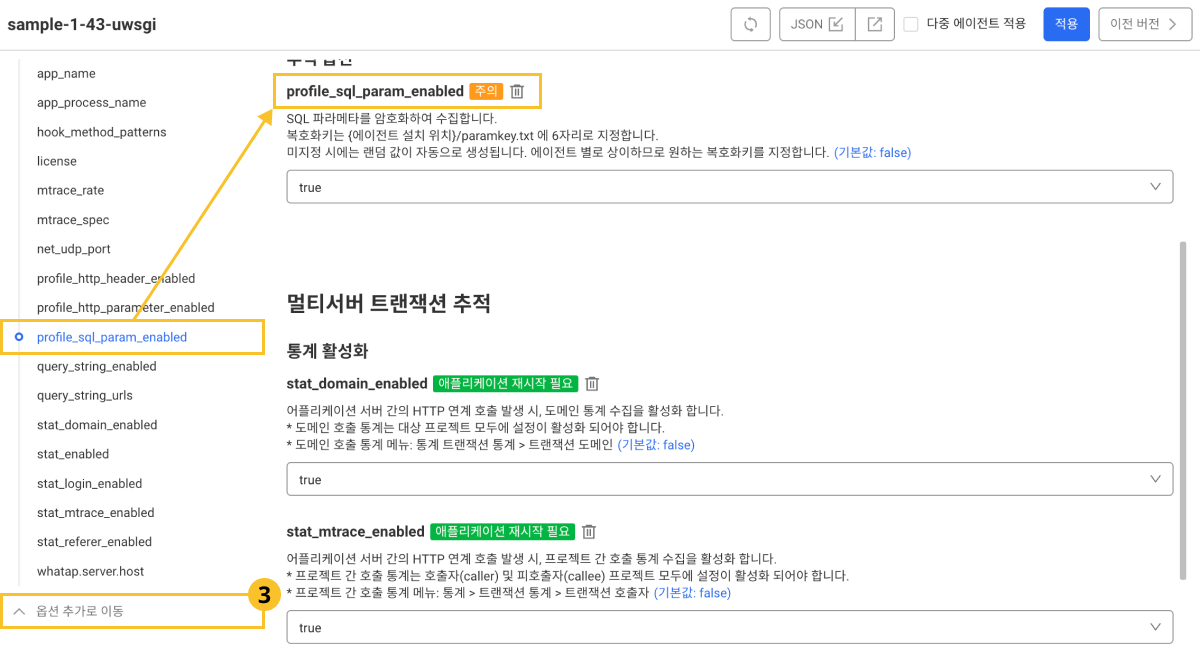 sample-1-43-uwsgi
JSON
다중 에이전트 적용
적용
이전 버전
app_name
app_process_name
hook_method_patterns
license
mtrace_rate
mtrace_spec
net_udp_port
profile_http_header_enabled
profile_http_parameter_enabled
profile_sql_param_enabled
query_string_enabled
query_string_urls
stat_domain_enabled
stat_enabled
stat_login_enabled
stat_mtrace_enabled
stat_referer_enabled
whatap.server.host
옵션 추가로 이동
3
추적 옵션
profile_sql_param_enabled 주의
SQL 파라메타를 암호화하여 수집합니다.
복호화키는 {에이전트 설치 위치}/paramkey.txt 에 6자리로 지정합니다.
미지정 시에는 랜덤 값이 자동으로 생성됩니다. 에이전트 별로 상이하므로 원하는 복호화키를 지정합니다. (기본값: false)
true
멀티서버 트랜잭션 추적
통계 활성화
stat_domain_enabled 애플리케이션 재시작 필요
어플리케이션 서버 간의 HTTP 연계 호출 발생 시, 도메인 통계 수집을 활성화 합니다.
* 도메인 호출 통계는 대상 프로젝트 모두에 설정이 활성화 되어야 합니다.
* 도메인 호출 통계 메뉴: 통계 트랜잭션 통계 > 트랜잭션 도메인 (기본값: false)
true
stat_mtrace_enabled 애플리케이션 재시작 필요
어플리케이션 서버 간의 HTTP 연계 호출 발생 시, 프로젝트 간 호출 통계 수집을 활성화 합니다.
* 프로젝트 간 호출 통계는 호출자(caller) 및 피호출자(callee) 프로젝트 모두에 설정이 활성화 되어야 합니다.
* 프로젝트 간 호출 통계 메뉴: 통계 > 트랜잭션 통계 > 트랜잭션 호출자 (기본값: false)
true